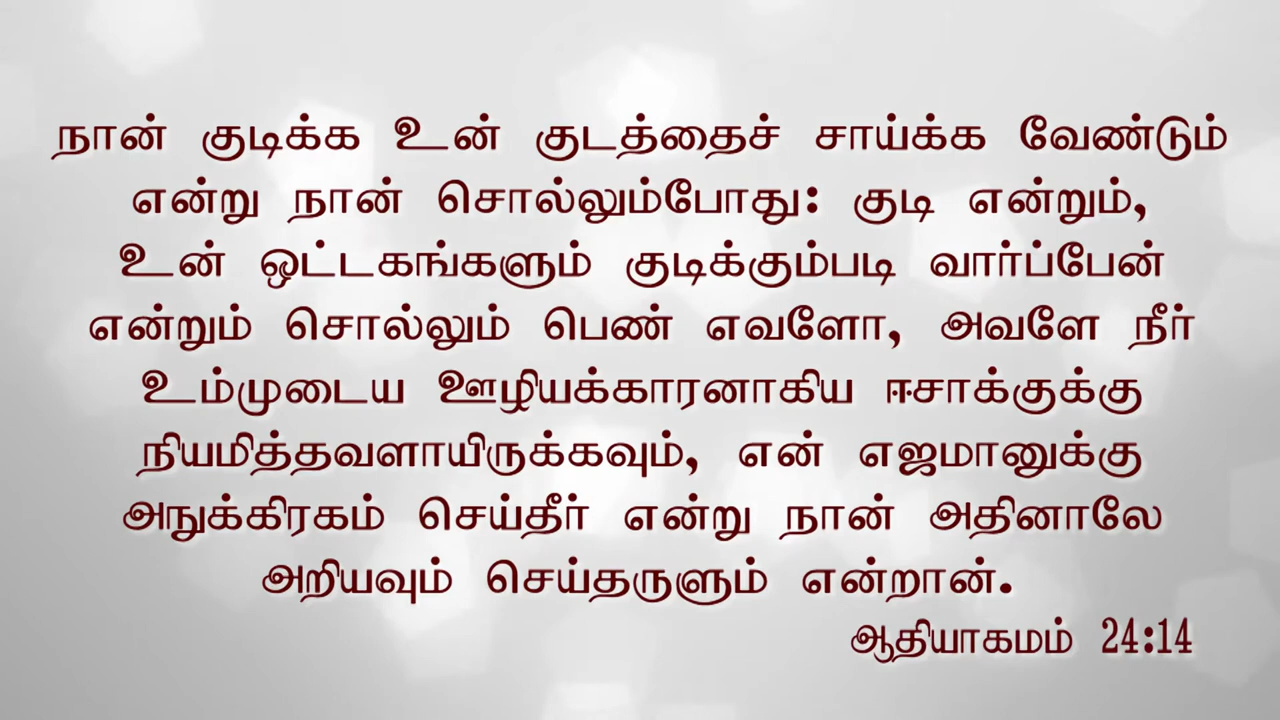 நான் குடிக்க உன் குடத்தைச் சாய்க்க வேண்டும்
என்று நான் சொல்லும்போது: குடி என்றும்,
உன் ஒட்டகங்களும் குடிக்கும்படி வார்ப்பேன்
என்றும் சொல்லும் பெண் எவளோ, அவளே நீர்
உம்முடைய ஊழியக்காரனாகிய ஈசாக்குக்கு
நியமித்தவளாயிருக்கவும், என் எஜமானுக்கு
அநுக்கிரகம் செய்தீர் என்று நான் அதினாலே
அறியவும் செய்தருளும் என்றான்.
ஆதியாகமம் 24:14